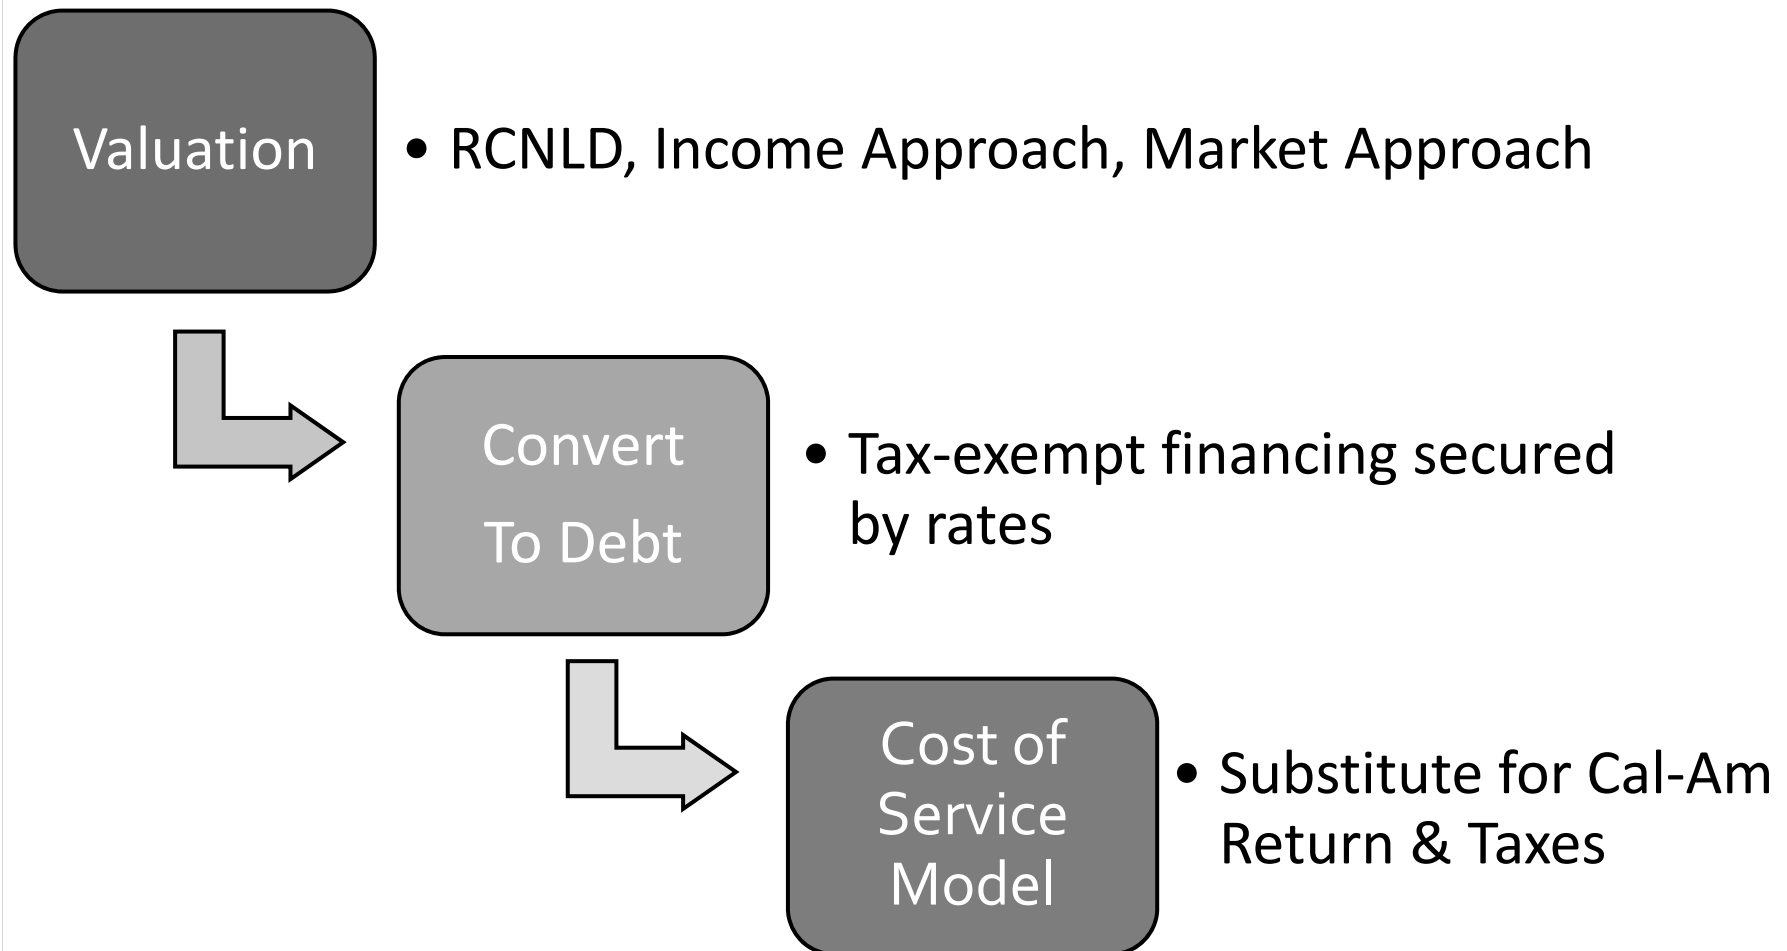 Valuation
• RCNLD, Income Approach, Market Approach
Convert
To Debt
• Tax-exempt financing secured
by rates
Cost of
Service
Model
• Substitute for Cal-Am
Return & Taxes